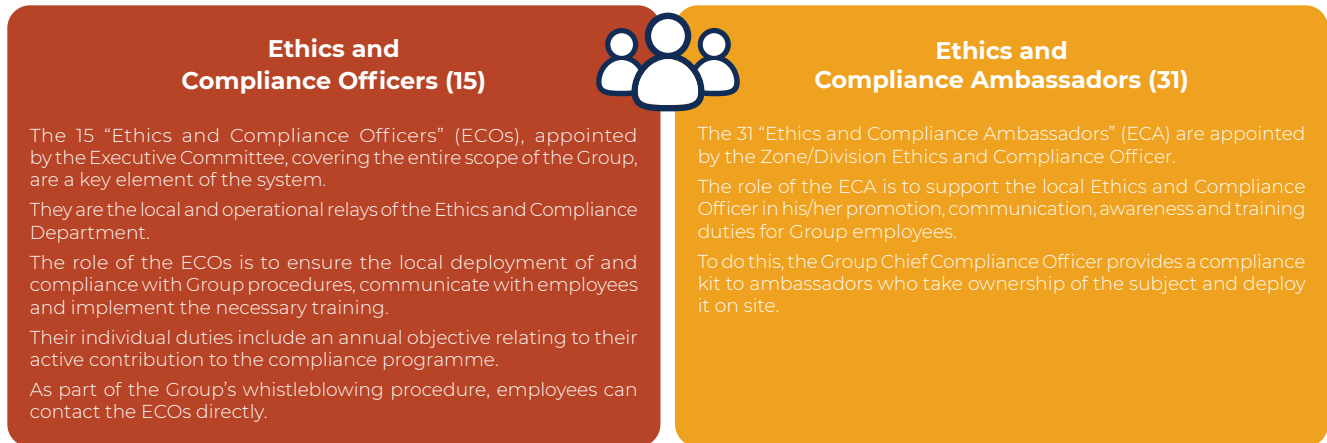 Ethics and
Compliance Officers (15)
The 15 “Ethics and Compliance Officers” (ECOs), appointed
by the Executive Committee, covering the entire scope of the Group,
are a key element of the system.
They are the local and operational relays of the Ethics and Compliance
Department.
The role of the ECOs is to ensure the local deployment of and
compliance with Group procedures, communicate with employees
and implement the necessary training.
Their individual duties include an annual objective relating to their
active contribution to the compliance programme.
As part of the Group’s whistleblowing procedure, employees can
contact the ECOs directly.
Ethics and
Compliance Ambassadors (31)
The 31 “Ethics and Compliance Ambassadors” (ECA) are appointed
by the Zone/Division Ethics and Compliance Officer.
The role of the ECA is to support the local Ethics and Compliance
Officer in his/her promotion, communication, awareness and training
duties for Group employees.
To do this, the Group Chief Compliance Officer provides a compliance
kit to ambassadors who take ownership of the subject and deploy
it on site.